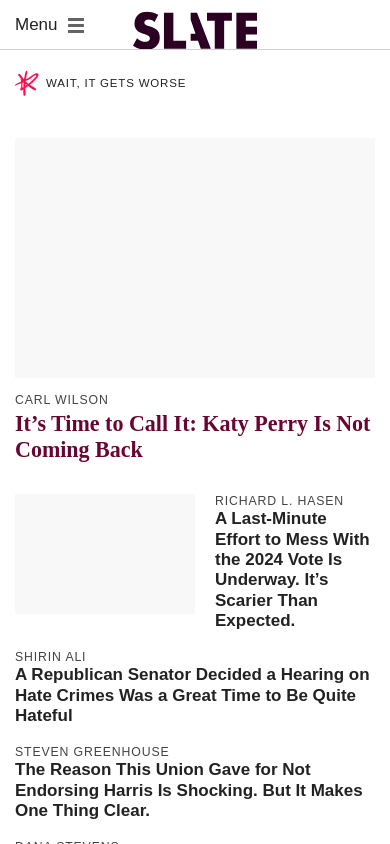 Menu
SLATE
WAIT, IT GETS WORSE
CARL WILSON
It’s Time to Call It: Katy Perry Is Not
Coming Back
RICHARD L. HASEN
A Last-Minute
Effort to Mess With
the 2024 Vote Is
Underway. It’s
Scarier Than
Expected.
SHIRIN ALI
A Republican Senator Decided a Hearing on
Hate Crimes Was a Great Time to Be Quite
Hateful
STEVEN GREENHOUSE
The Reason This Union Gave for Not
Endorsing Harris Is Shocking. But It Makes
One Thing Clear.
DANA STEVENS